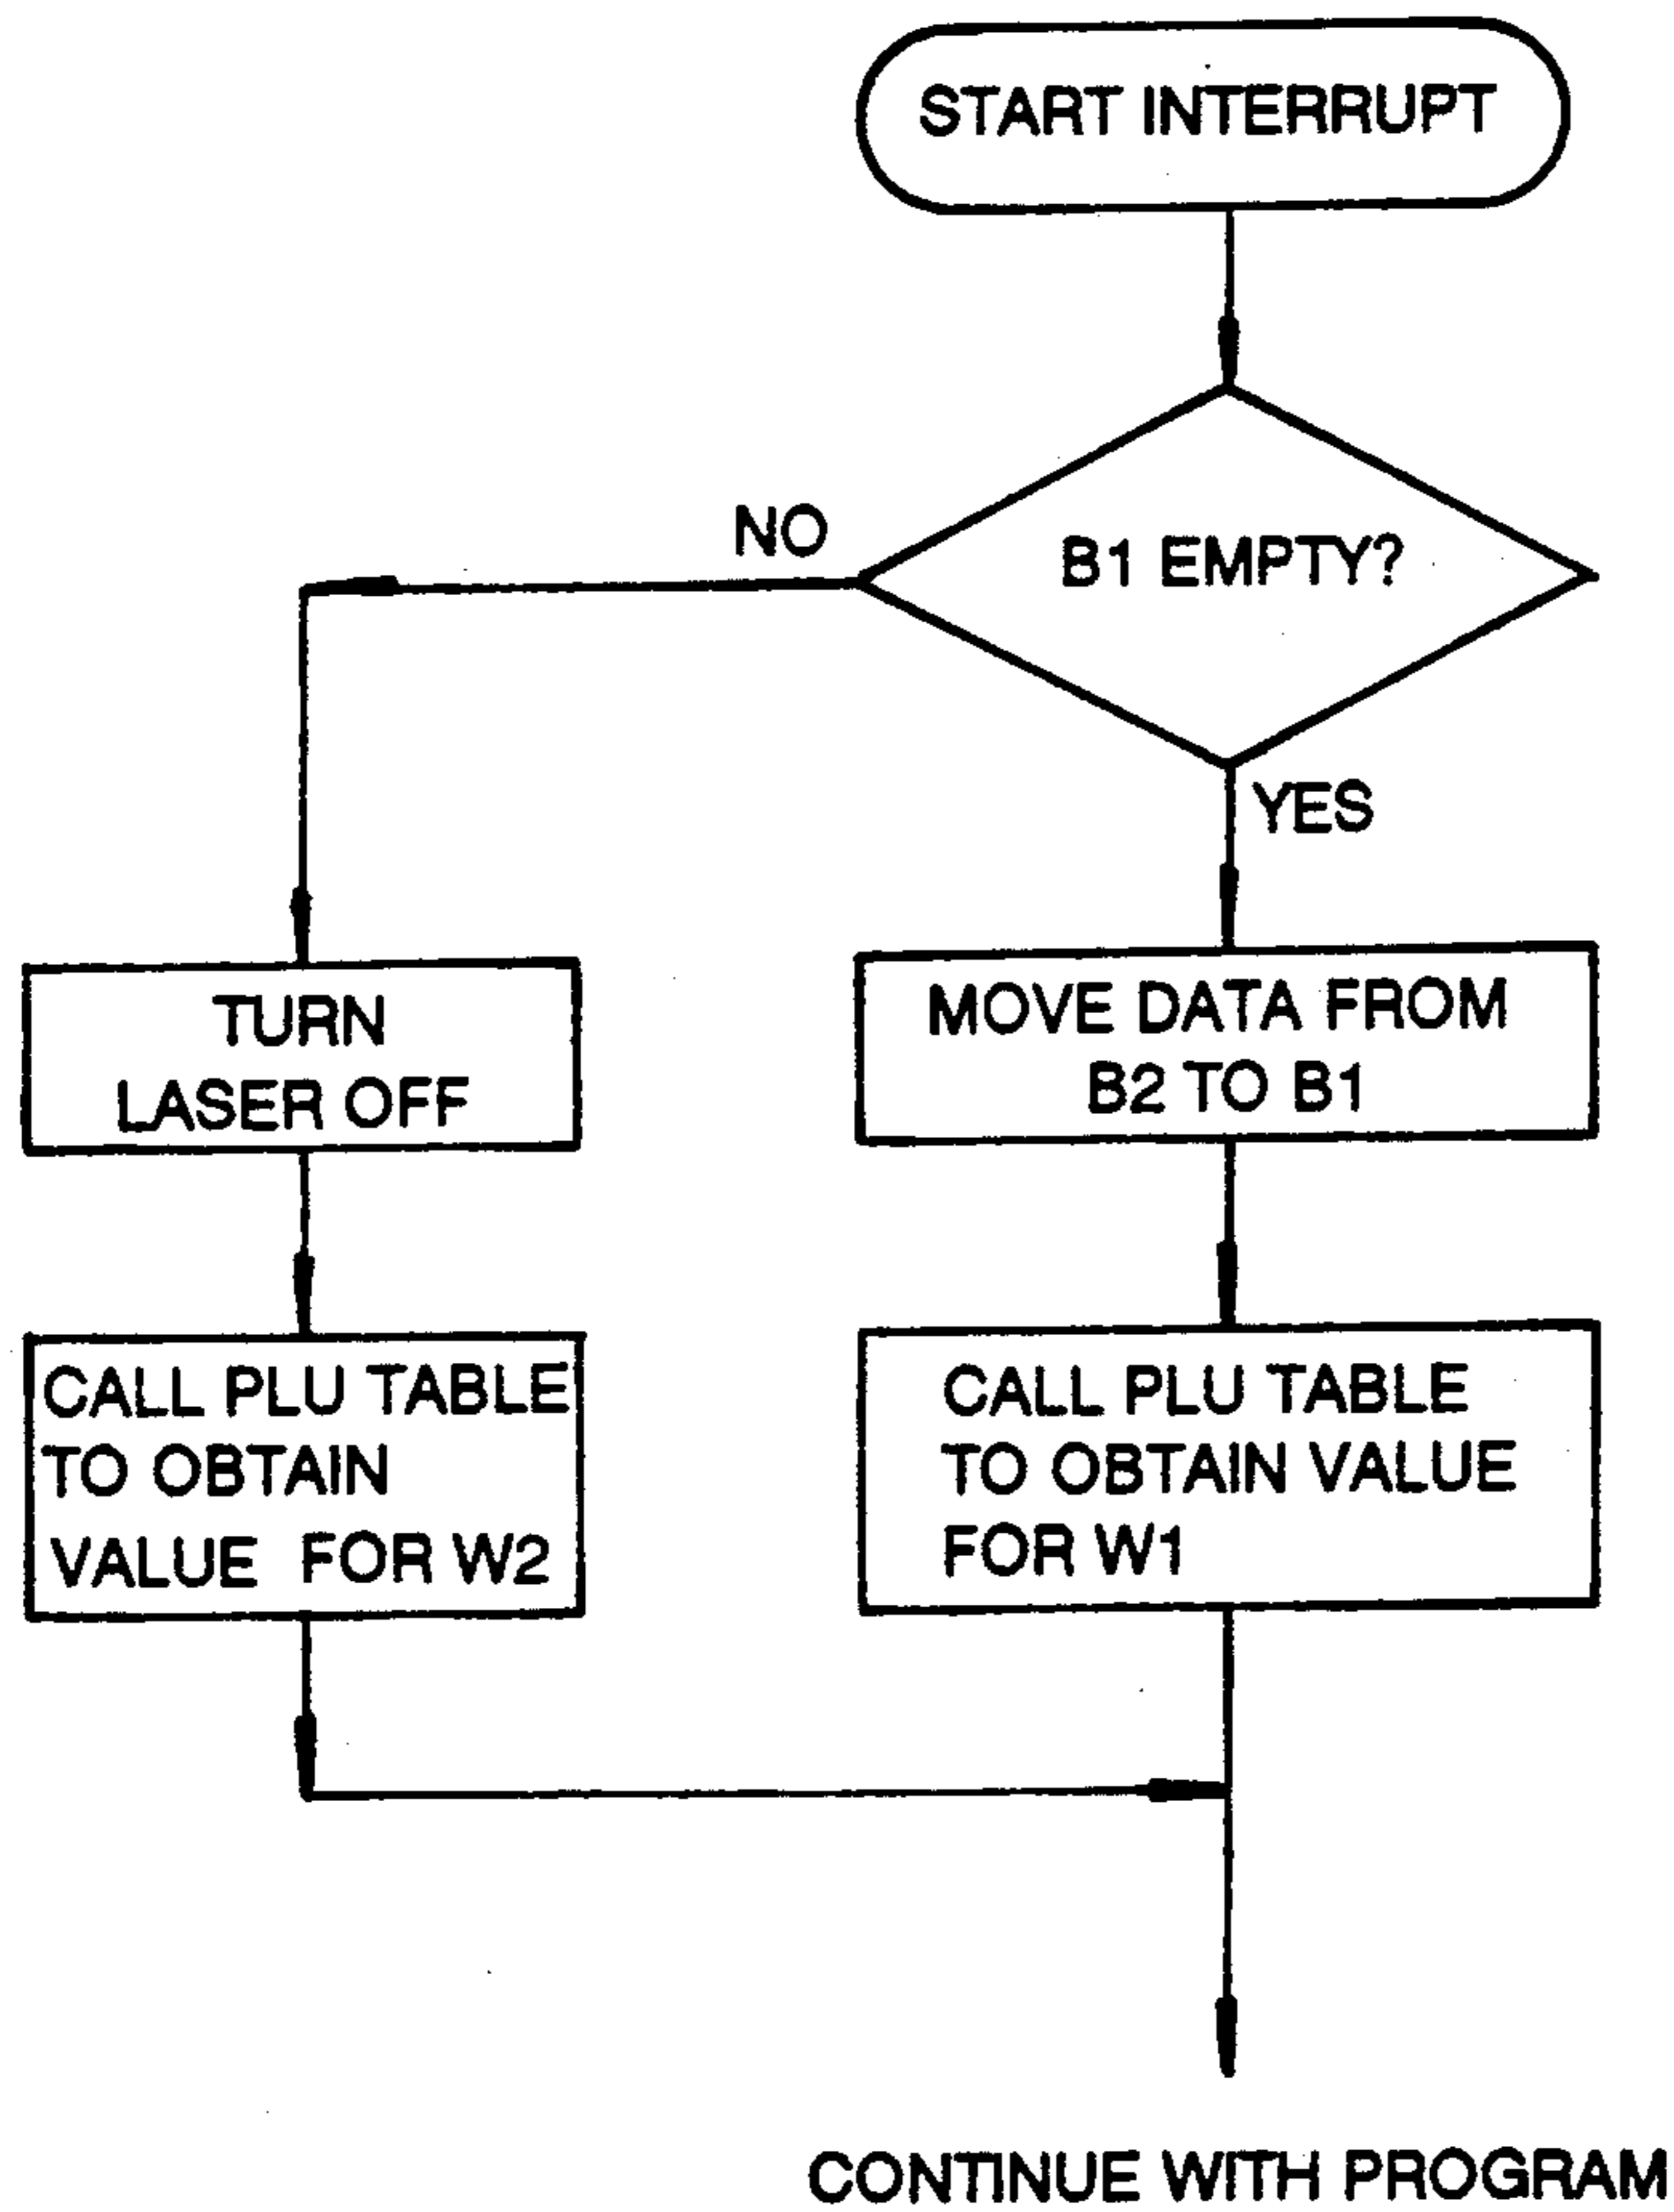 START INTERRUPT
B1 EMPTY?
NO
YES
TURN
LASER OFF
MOVE DATA FROM
B2 TO B1
CALL PLU TABLE
TO OBTAIN
VALUE FOR W2
CALL PLU TABLE
TO OBTAIN VALUE
FOR W1
CONTINUE WITH PROGRAM